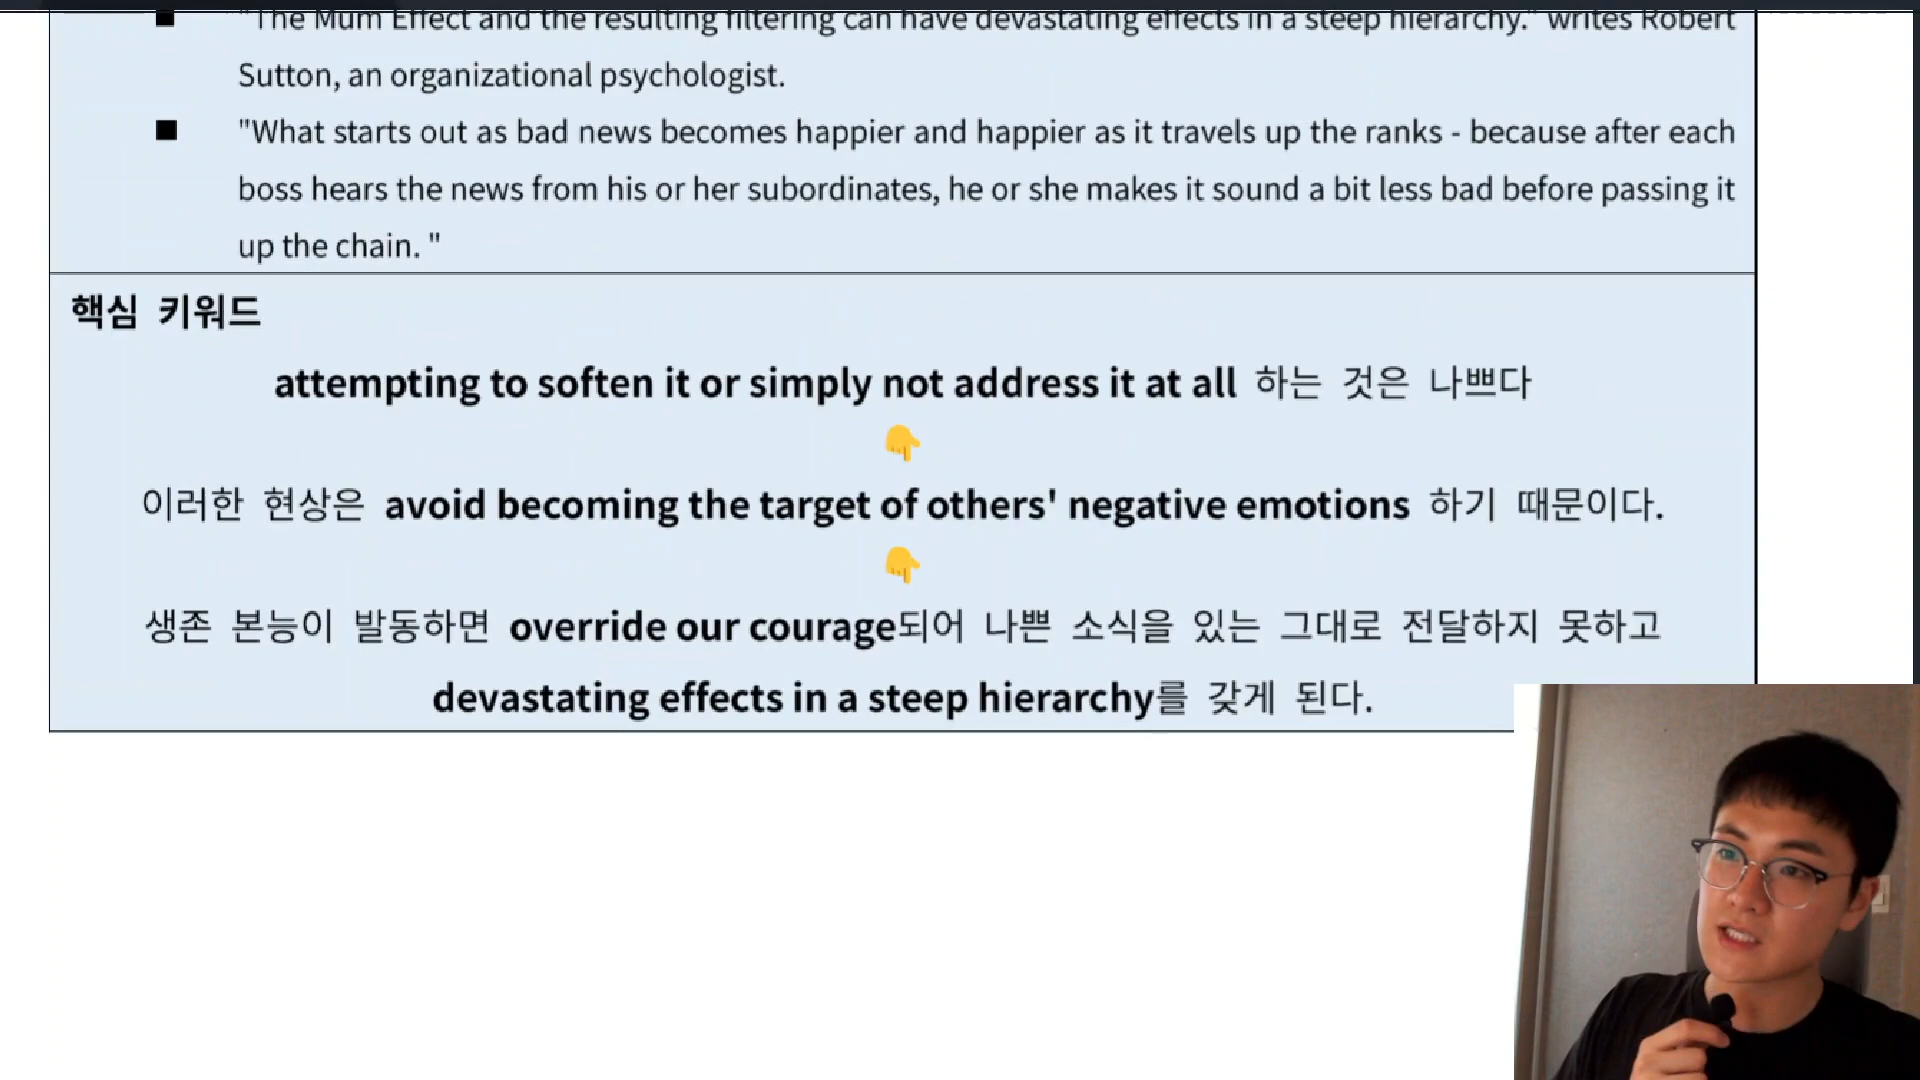 "The Mum Effect and the resulting filtering can have devastating effects in a steep hierarchy." writes Robert
Sutton, an organizational psychologist.
"What starts out as bad news becomes happier and happier as it travels up the ranks - because after each
boss hears the news from his or her subordinates, he or she makes it sound a bit less bad before passing it
up the chain. "
핵심 키워드
attempting to soften it or simply not address it at all 하는 것은 나쁘다
이러한 현상은 avoid becoming the target of others' negative emotions 하기 때문이다.
생존 본능이 발동하면 override our courage되어 나쁜 소식을 있는 그대로 전달하지 못하고
devastating effects in a steep hierarchy를 갖게 된다.